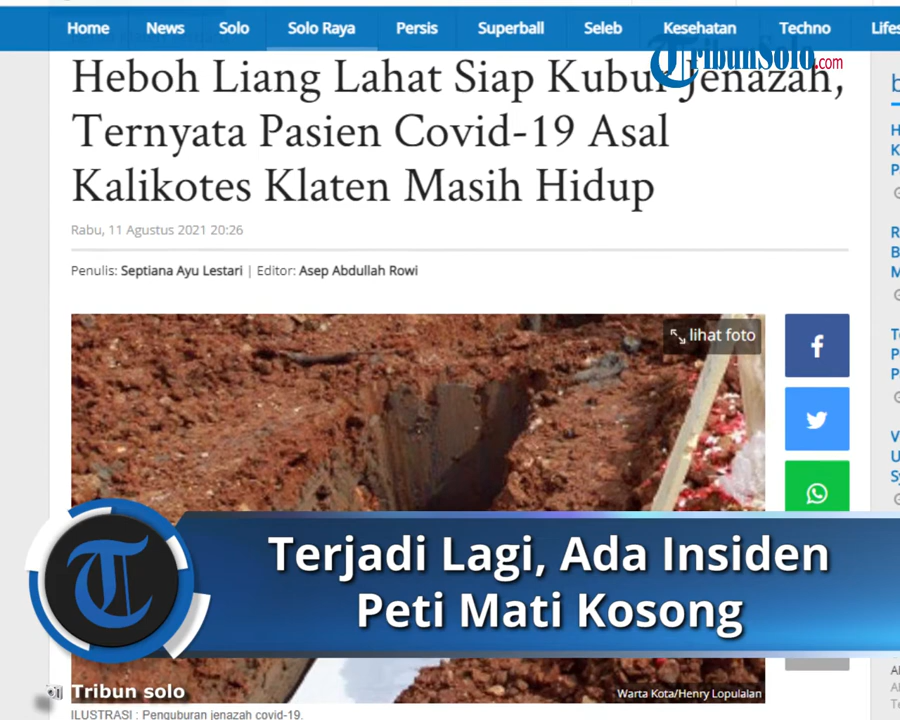 Home News Solo Solo Raya Persis Superball Seleb Kesehatan Techno
TribunSolo.com
Heboh Liang Lahat Siap Kubur Jenazah,
Ternyata Pasien Covid-19 Asal
Kalikotes Klaten Masih Hidup
Rabu, 11 Agustus 2021 20:26
Penulis: Septiana Ayu Lestari | Editor: Asep Abdullah Rowi
lihat foto
Terjadi Lagi, Ada Insiden
Peti Mati Kosong
Tribun solo
Warta Kota/Henry Lopulalan
ILUSTRASI : Penguburan jenazah covid-19.